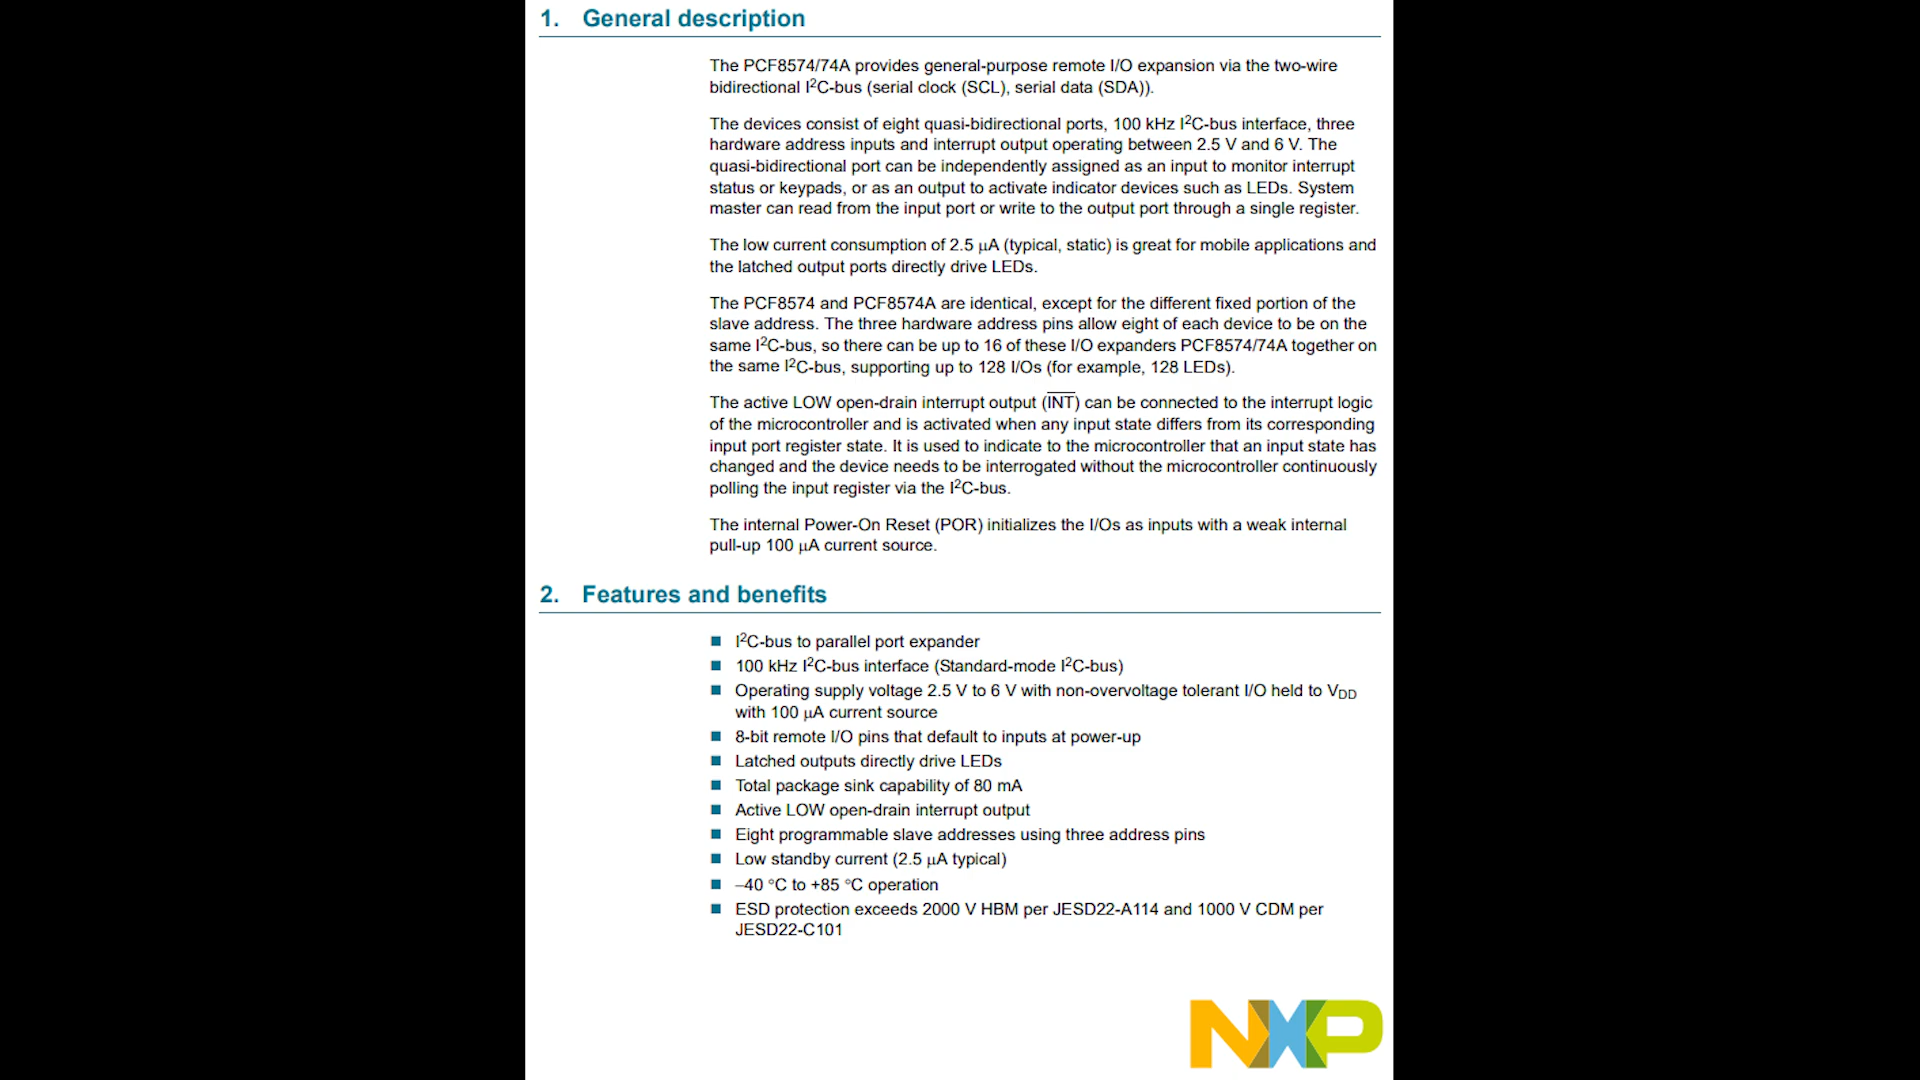 1. General description
The PCF8574/74A provides general-purpose remote I/O expansion via the two-wire
bidirectional I²C-bus (serial clock (SCL), serial data (SDA)).
The devices consist of eight quasi-bidirectional ports, 100 kHz I²C-bus interface, three
hardware address inputs and interrupt output operating between 2.5 V and 6 V. The
quasi-bidirectional port can be independently assigned as an input to monitor interrupt
status or keypads, or as an output to activate indicator devices such as LEDs. System
master can read from the input port or write to the output port through a single register.
The low current consumption of 2.5 μA (typical, static) is great for mobile applications and
the latched output ports directly drive LEDs.
The PCF8574 and PCF8574A are identical, except for the different fixed portion of the
slave address. The three hardware address pins allow eight of each device to be on the
same I²C-bus, so there can be up to 16 of these I/O expanders PCF8574/74A together on
the same I²C-bus, supporting up to 128 I/Os (for example, 128 LEDs).
The active LOW open-drain interrupt output (INT) can be connected to the interrupt logic
of the microcontroller and is activated when any input state differs from its corresponding
input port register state. It is used to indicate to the microcontroller that an input state has
changed and the device needs to be interrogated without the microcontroller continuously
polling the input register via the I²C-bus.
The internal Power-On Reset (POR) initializes the I/Os as inputs with a weak internal
pull-up 100 μA current source.
2. Features and benefits
■ I²C-bus to parallel port expander
■ 100 kHz I²C-bus interface (Standard-mode I²C-bus)
■ Operating supply voltage 2.5 V to 6 V with non-overvoltage tolerant I/O held to VDD
with 100 μA current source
■ 8-bit remote I/O pins that default to inputs at power-up
■ Latched outputs directly drive LEDs
■ Total package sink capability of 80 mA
■ Active LOW open-drain interrupt output
■ Eight programmable slave addresses using three address pins
■ Low standby current (2.5 μA typical)
■ –40 °C to +85 °C operation
■ ESD protection exceeds 2000 V HBM per JESD22-A114 and 1000 V CDM per
JESD22-C101
NXP